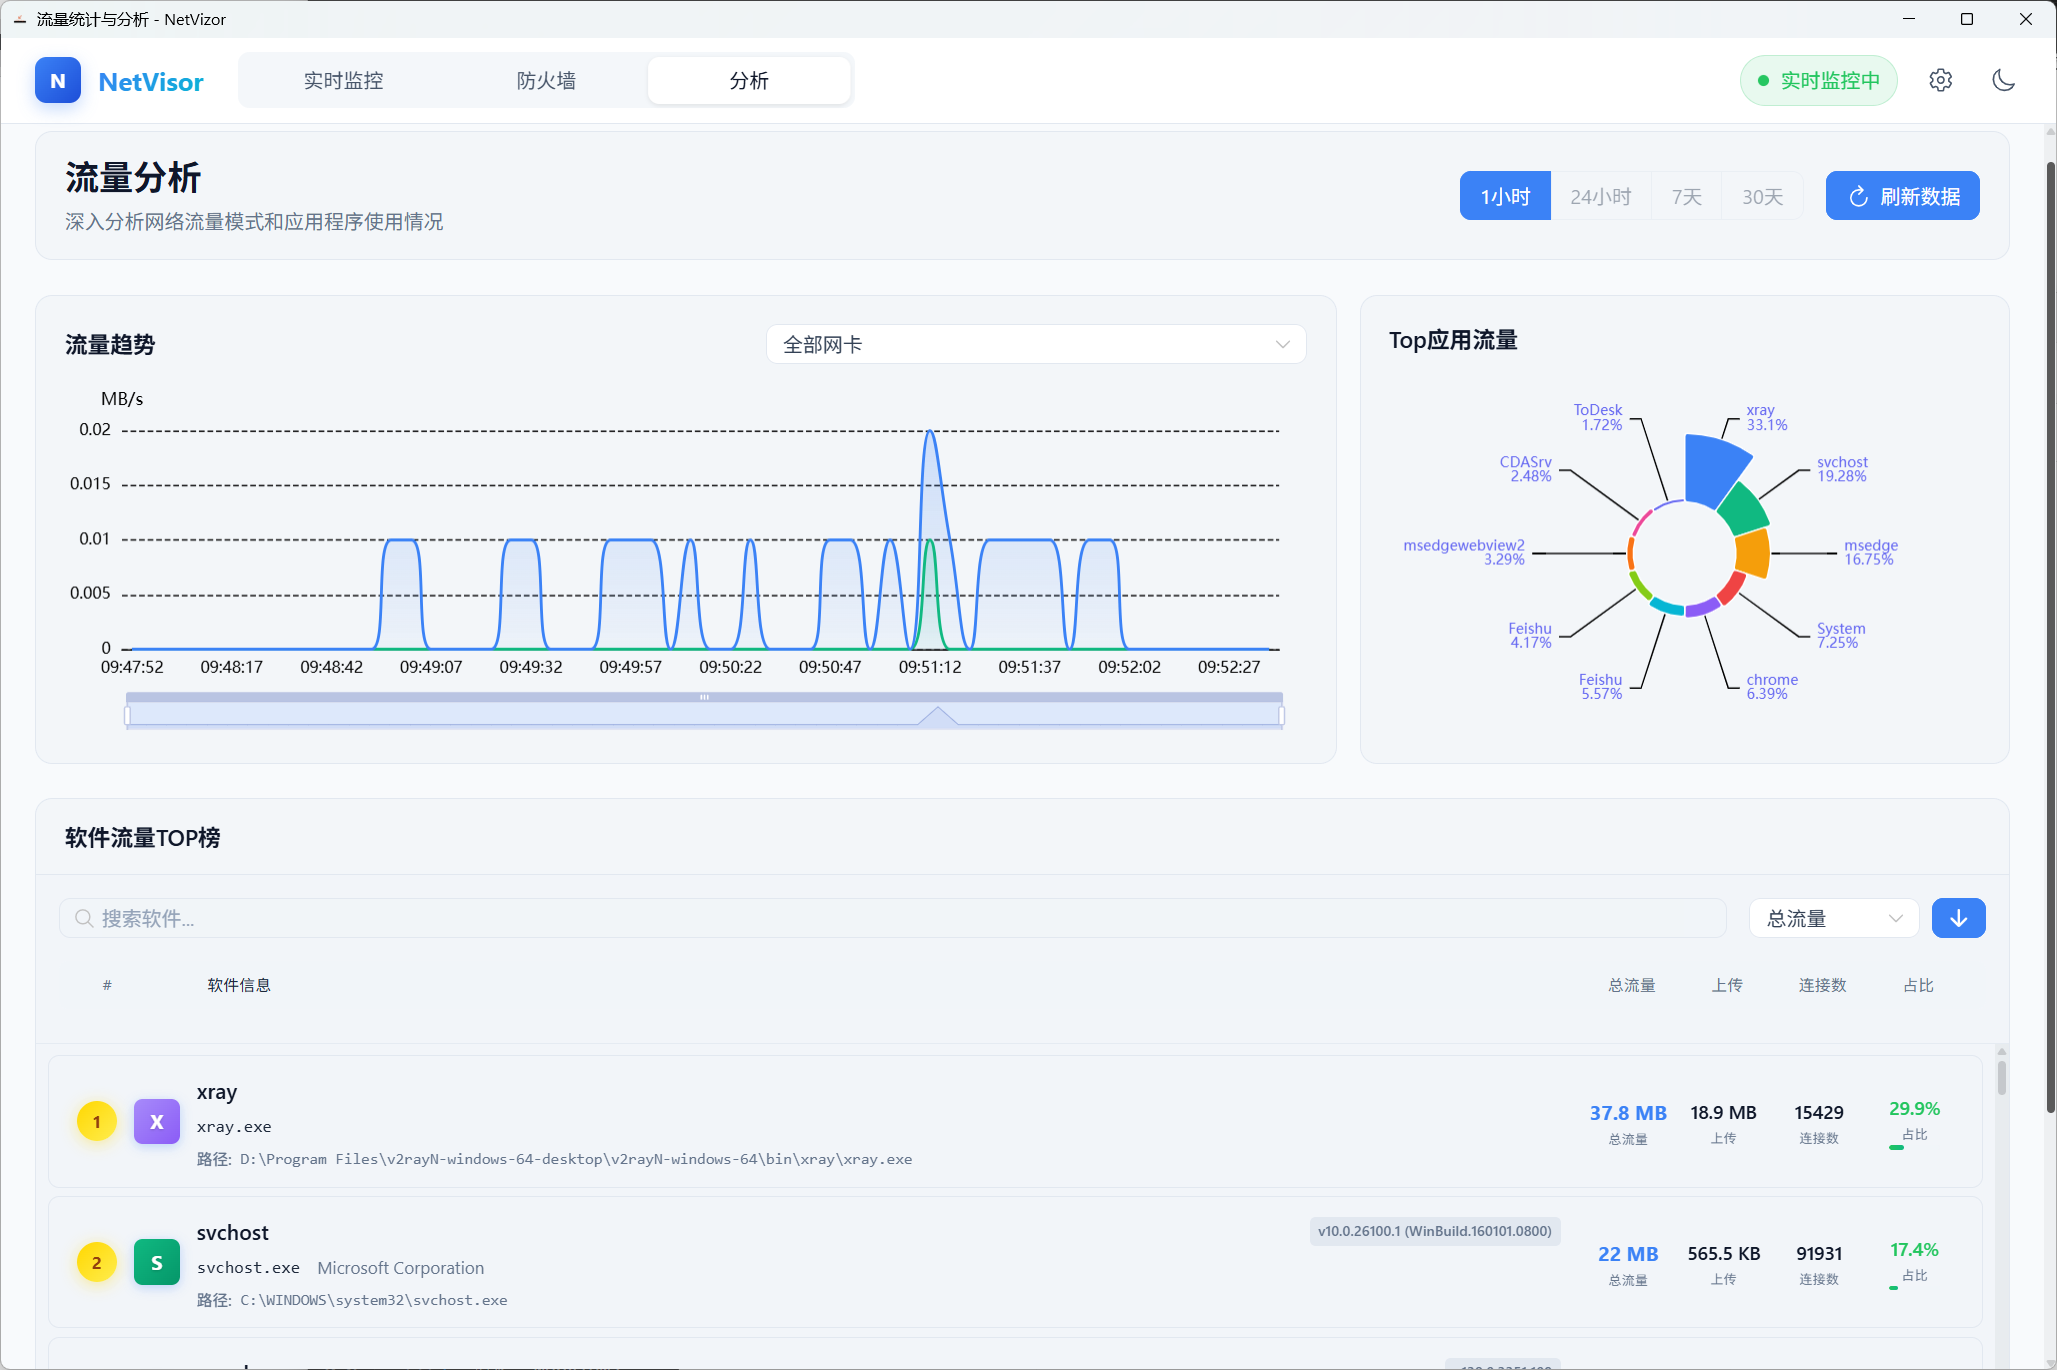 流量统计与分析 - NetVizor
N
NetVisor
实时监控
防火墙
分析
实时监控中
流量分析
深入分析网络流量模式和应用程序使用情况
1小时
24小时
7天
30天
刷新数据
流量趋势
全部网卡
MB/s
0.02
0.015
0.01
0.005
0
09:47:52
09:48:17
09:48:42
09:49:07
09:49:32
09:49:57
09:50:22
09:50:47
09:51:12
09:51:37
09:52:02
09:52:27
Top应用流量
ToDesk
1.72%
xray
33.1%
CDASrv
2.48%
svchost
19.28%
msedgewebview2
3.29%
msedge
16.75%
Feishu
4.17%
System
7.25%
Feishu
5.57%
chrome
6.39%
软件流量TOP榜
搜索软件...
总流量
#
软件信息
总流量
上传
连接数
占比
1
X
xray
xray.exe
路径: D:\Program Files\v2rayN-windows-64-desktop\v2rayN-windows-64\bin\xray\xray.exe
37.8 MB
总流量
18.9 MB
上传
15429
连接数
29.9%
占比
2
S
svchost
svchost.exe Microsoft Corporation
路径: C:\WINDOWS\system32\svchost.exe
v10.0.26100.1 (WinBuild.160101.0800)
22 MB
总流量
565.5 KB
上传
91931
连接数
17.4%
占比